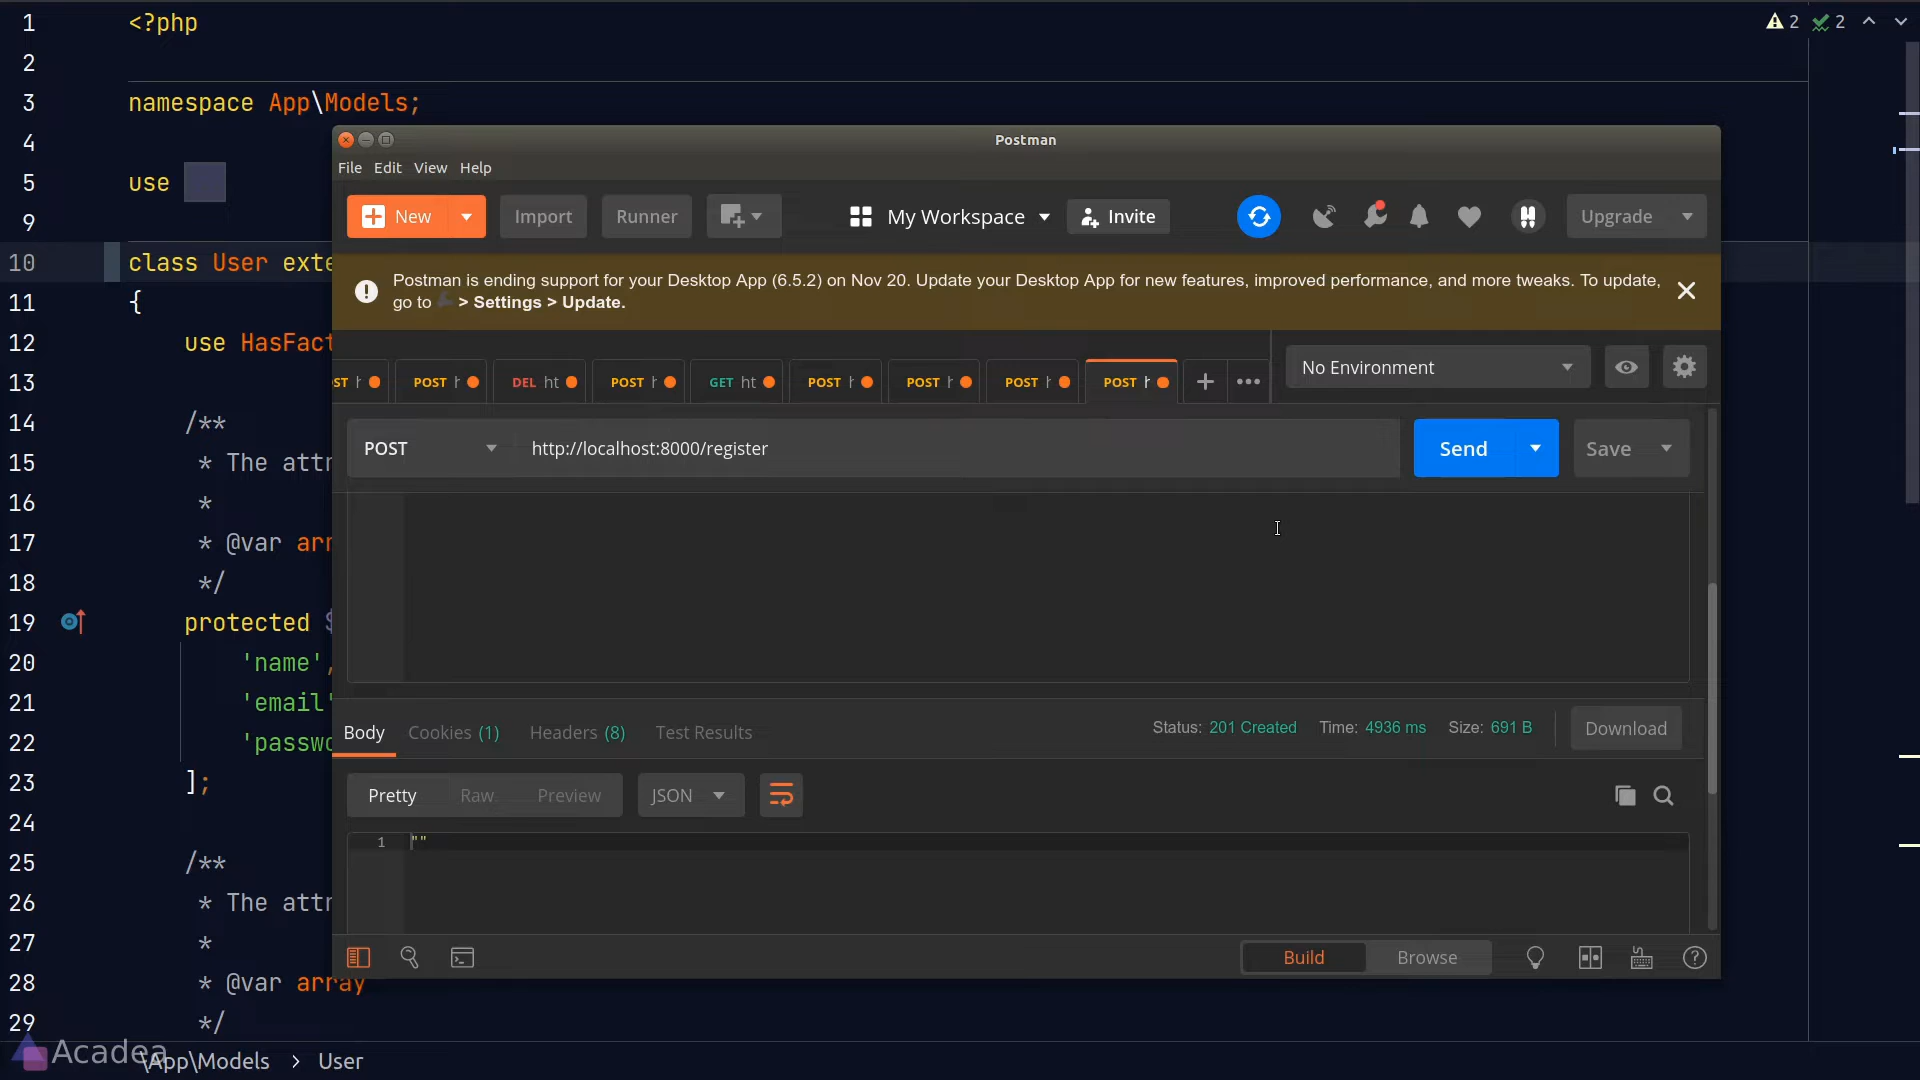 1 <?php
2
3 namespace App\Models;
4
5 use
9
10 class User exte
11 {
12 use HasFact
13
14 /**
15 * The attr
16 *
17 * @var arr
18 */
19 protected $
20 'name',
21 'email'
22 'passwo
23 ];
24
25 /**
26 * The attr
27 *
28 * @var array
29 */
2 2
Postman
File Edit View Help
New Import Runner My Workspace Invite Upgrade
Postman is ending support for your Desktop App (6.5.2) on Nov 20. Update your Desktop App for new features, improved performance, and more tweaks. To update,
go to > Settings > Update.
ST h POST h DEL ht POST h GET ht POST h POST h POST h POST h + ••• No Environment
POST http://localhost:8000/register Send Save
Body Cookies (1) Headers (8) Test Results Status: 201 Created Time: 4936 ms Size: 691 B Download
Pretty Raw Preview JSON
1 ""
Build Browse
Acadea
\App\Models > User